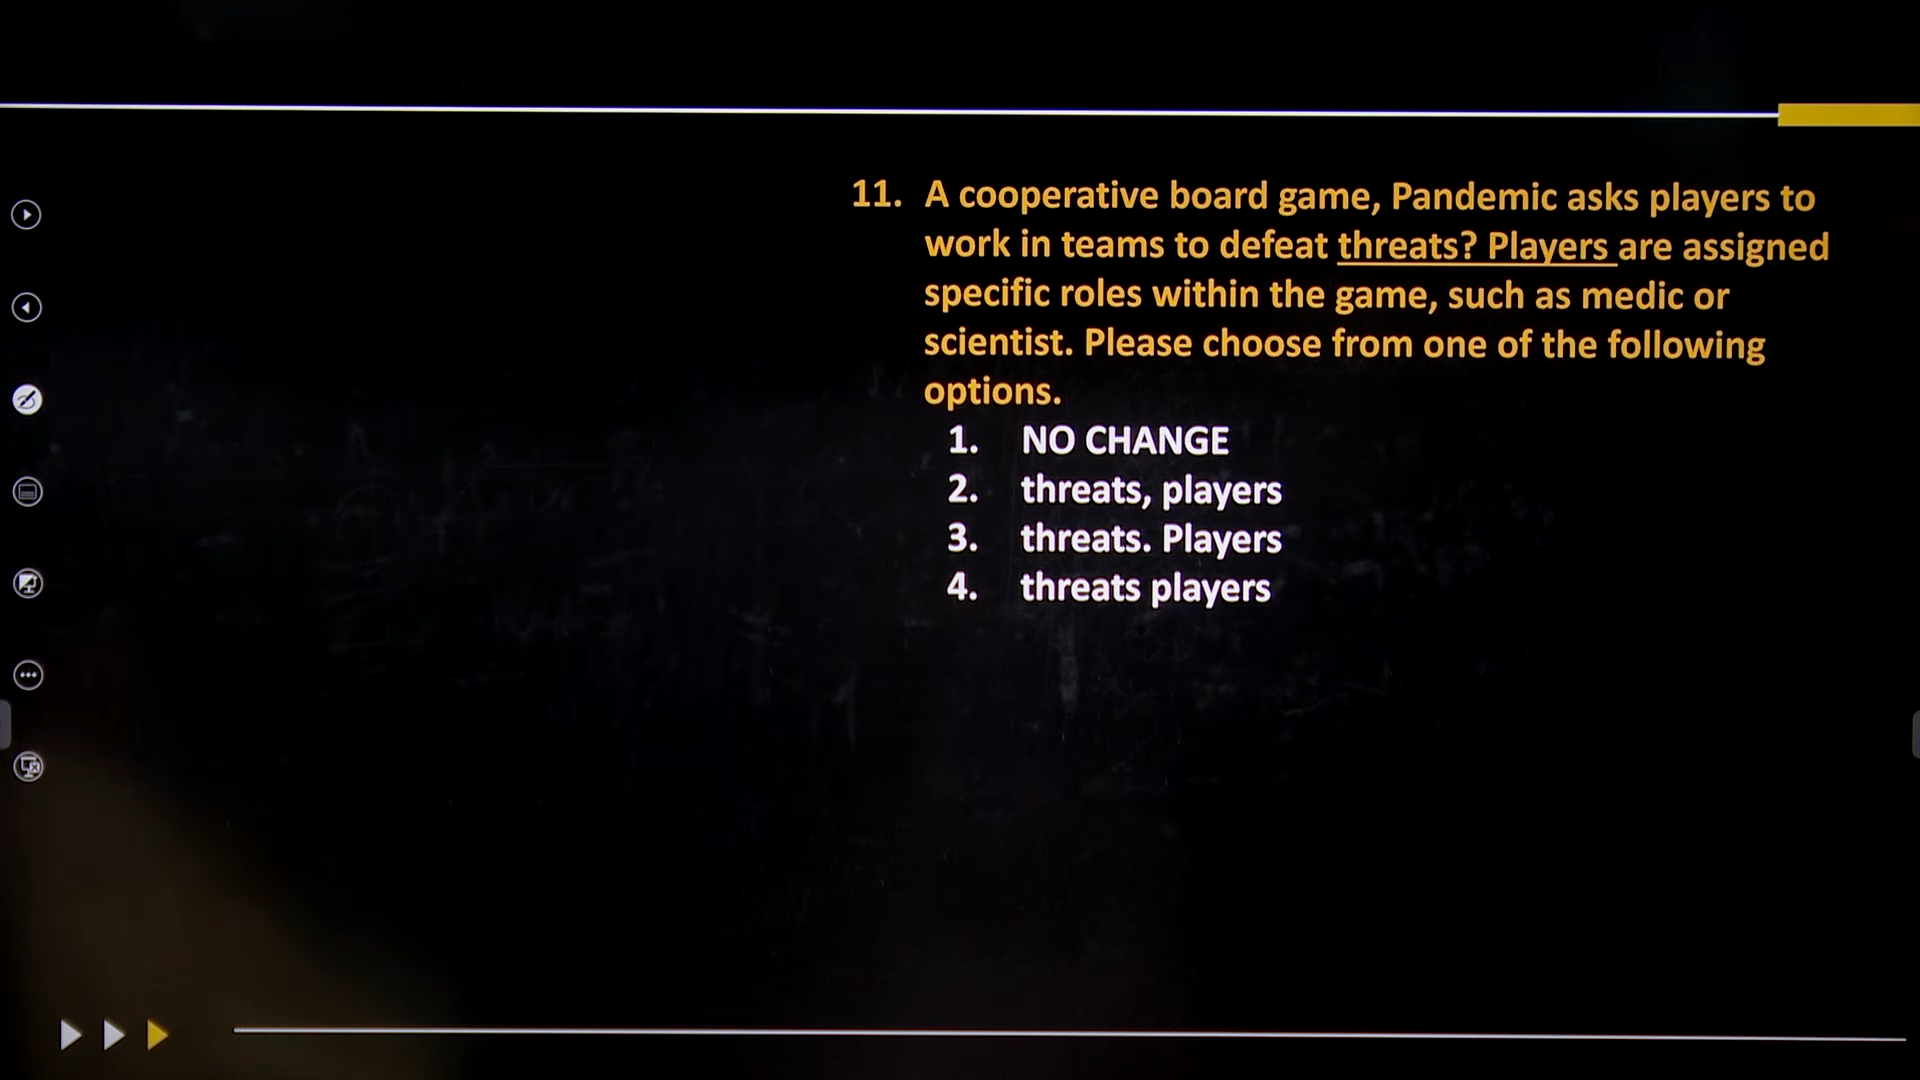 11. A cooperative board game, Pandemic asks players to
work in teams to defeat threats? Players are assigned
specific roles within the game, such as medic or
scientist. Please choose from one of the following
options.
1. NO CHANGE
2. threats, players
3. threats. Players
4. threats players